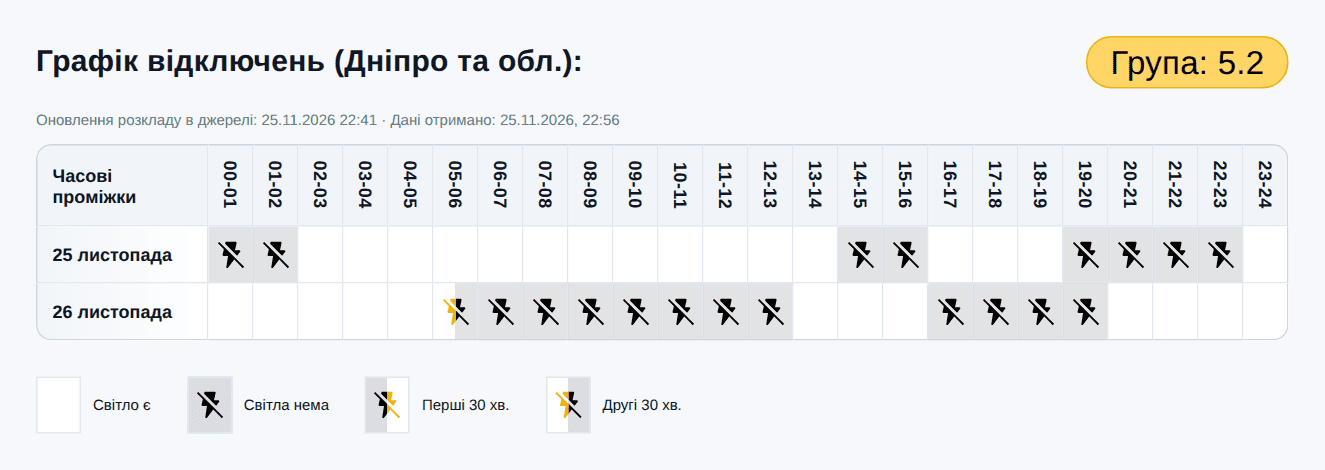 Графік відключень (Дніпро та обл.):
Група: 5.2
Оновлення розкладу в джерелі: 25.11.2026 22:41 · Дані отримано: 25.11.2026, 22:56
Часові
проміжки
00-01
01-02
02-03
03-04
04-05
05-06
06-07
07-08
08-09
09-10
10-11
11-12
12-13
13-14
14-15
15-16
16-17
17-18
18-19
19-20
20-21
21-22
22-23
23-24
25 листопада
26 листопада
Світло є
Світла нема
Перші 30 хв.
Другі 30 хв.